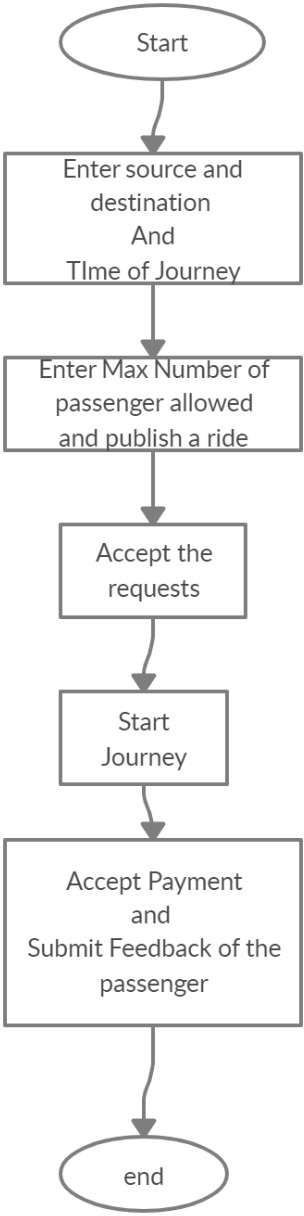 Start
Enter source and
destination
And
TIme of Journey
Enter Max Number of
passenger allowed
and publish a ride
Accept the
requests
Start
Journey
Accept Payment
and
Submit Feedback of the
passenger
end